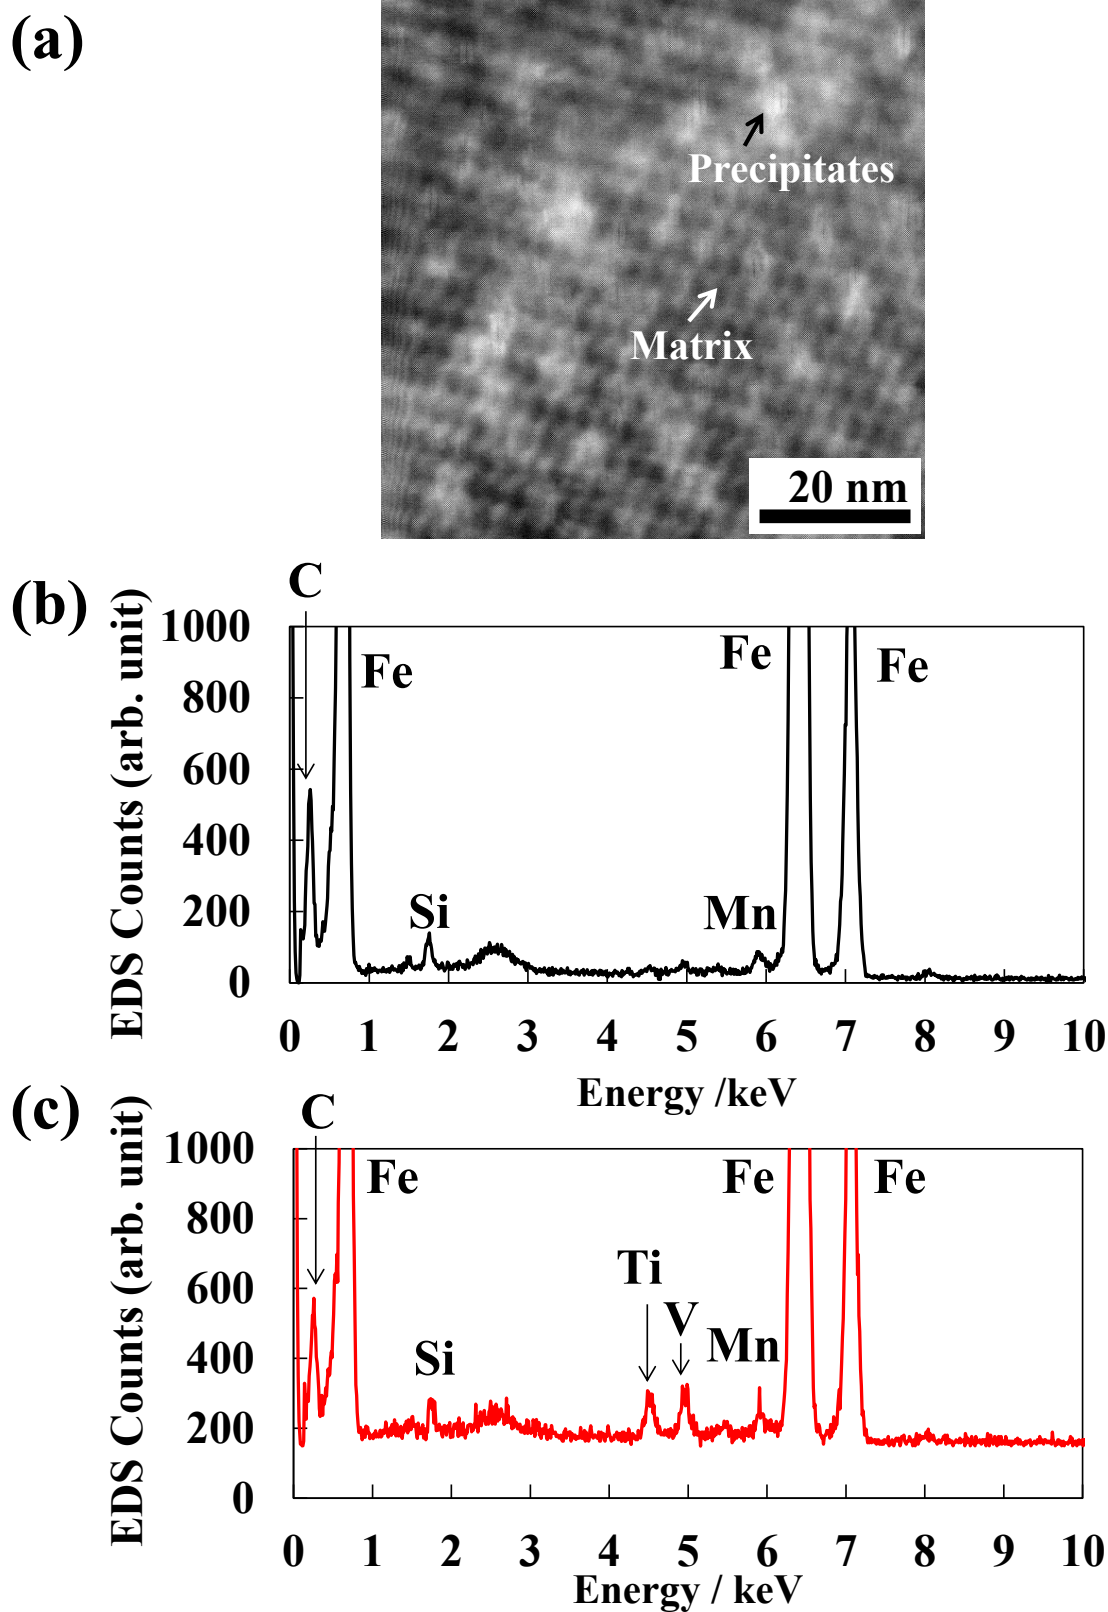 (a)
Precipitates
Matrix
20 nm
(b)
C
EDS Counts (arb. unit)
1000
800
600
400
200
0
Fe
Si
Mn
Fe
Fe
0 1 2 3 4 5 6 7 8 9 10
Energy /keV
(c)
C
EDS Counts (arb. unit)
1000
800
600
400
200
0
Fe
Si
Ti
V
Mn
Fe
Fe
0 1 2 3 4 5 6 7 8 9 10
Energy / keV